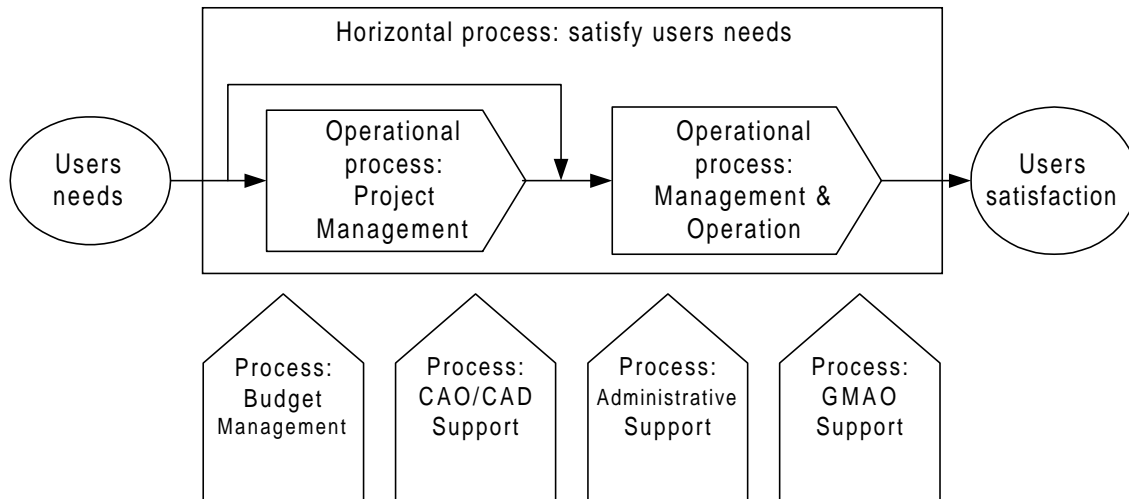 Horizontal process: satisfy users needs
Users
needs
Operational
process:
Project
Management
Operational
process:
Management &
Operation
Users
satisfaction
Process:
Budget
Management
Process:
CAO/CAD
Support
Process:
Administrative
Support
Process:
GMAO
Support